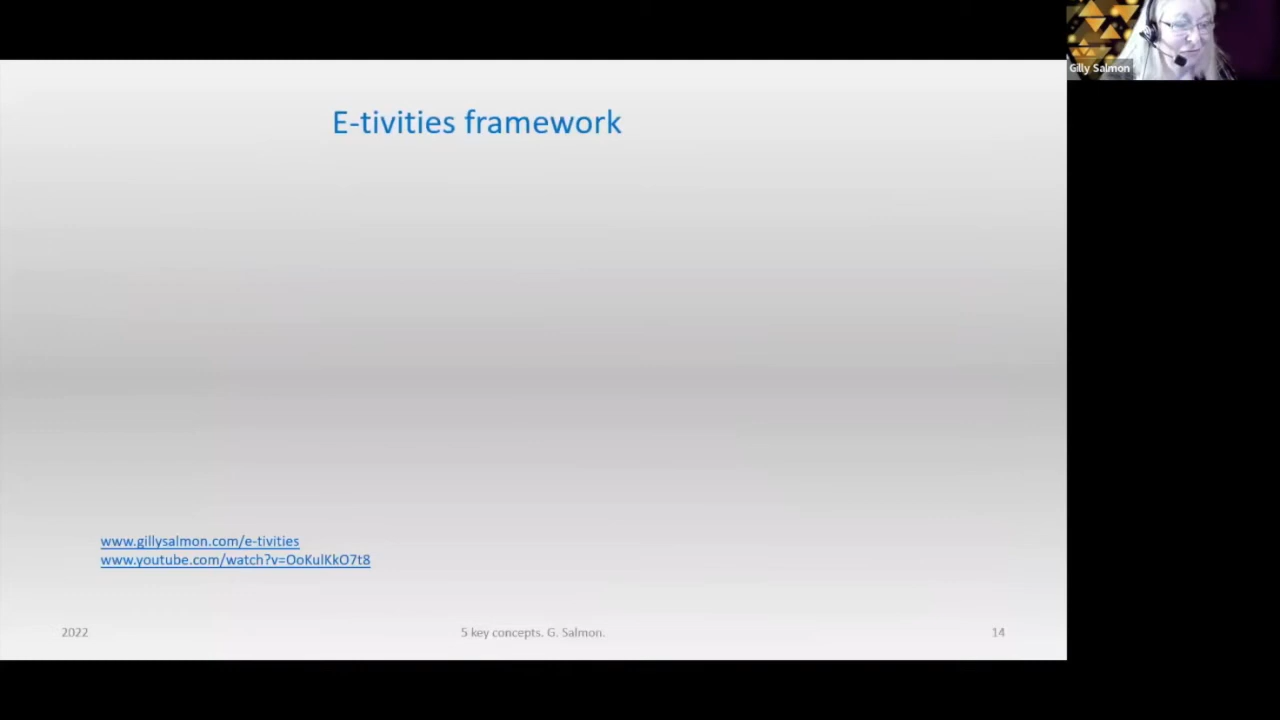 Gilly Salmon
E-tivities framework
www.gillysalmon.com/e-tivities
www.youtube.com/watch?v=OoKulKkO7t8
2022
5 key concepts. G. Salmon.
14